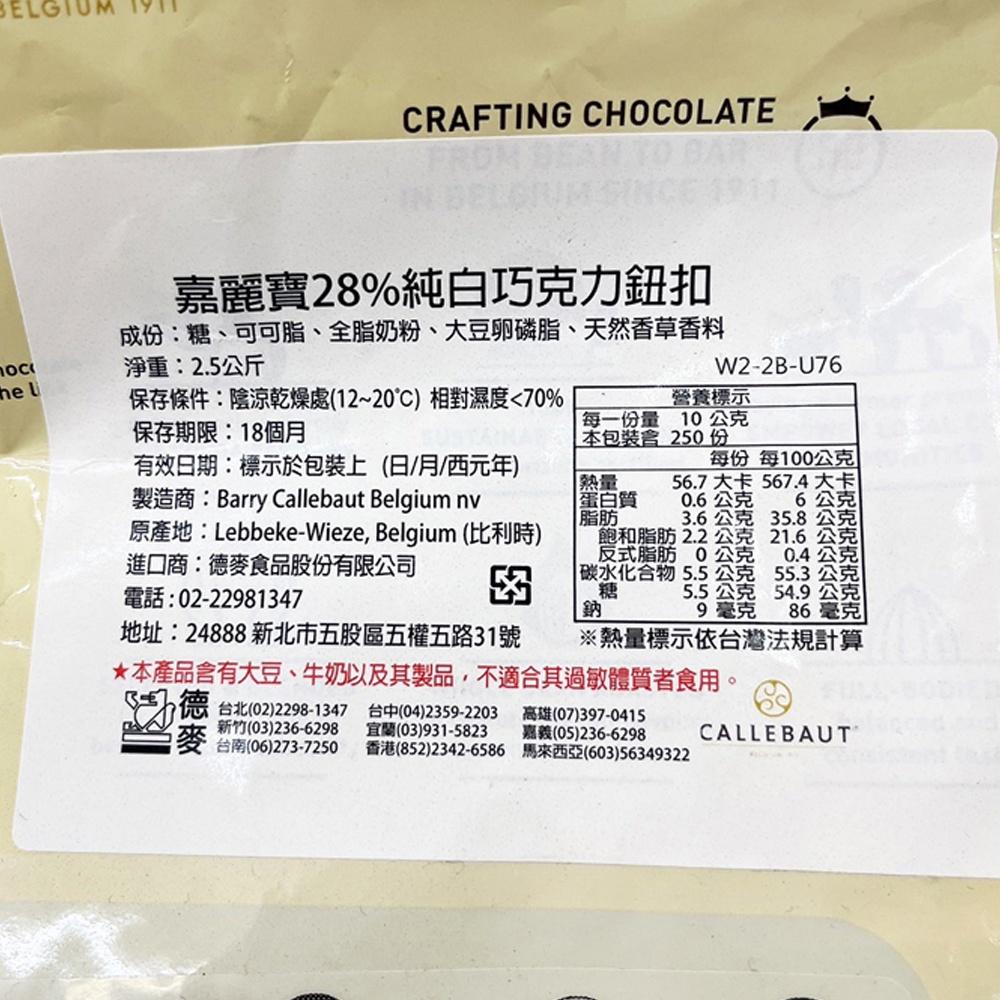 BELGIUM 1911
CRAFTING CHOCOLATE
FROM BEAN TO BAR
IN BELGIUM SINCE 1911
嘉麗寶28%純白巧克力鈕扣
成份：糖、可可脂、全脂奶粉、大豆卵磷脂、天然香草香料
淨重：2.5公斤
W2-2B-U76
保存條件：陰涼乾燥處(12~20℃) 相對濕度<70%
保存期限：18個月
有效日期：標示於包裝上 (日/月/西元年)
製造商：Barry Callebaut Belgium nv
原產地：Lebbeke-Wieze, Belgium (比利時)
進口商：德麥食品股份有限公司
電話：02-22981347
地址：24888 新北市五股區五權五路31號
營養標示
每一份量 10 公克
本包裝含 250 份
每份 每100公克
熱量 56.7 大卡 567.4 大卡
蛋白質 0.6 公克 6 公克
脂肪 3.6 公克 35.8 公克
飽和脂肪 2.2 公克 21.6 公克
反式脂肪 0 公克 0.4 公克
碳水化合物 5.5 公克 55.3 公克
糖 5.5 公克 54.9 公克
鈉 9 毫克 86 毫克
※熱量標示依台灣法規計算
★本產品含有大豆、牛奶以及其製品，不適合其過敏體質者食用。
德麥
台北(02)2298-1347 台中(04)2359-2203 高雄(07)397-0415
新竹(03)236-6298 宜蘭(03)931-5823 嘉義(05)236-6298
台南(06)273-7250 香港(852)2342-6586 馬來西亞(603)56349322
CALLEBAUT